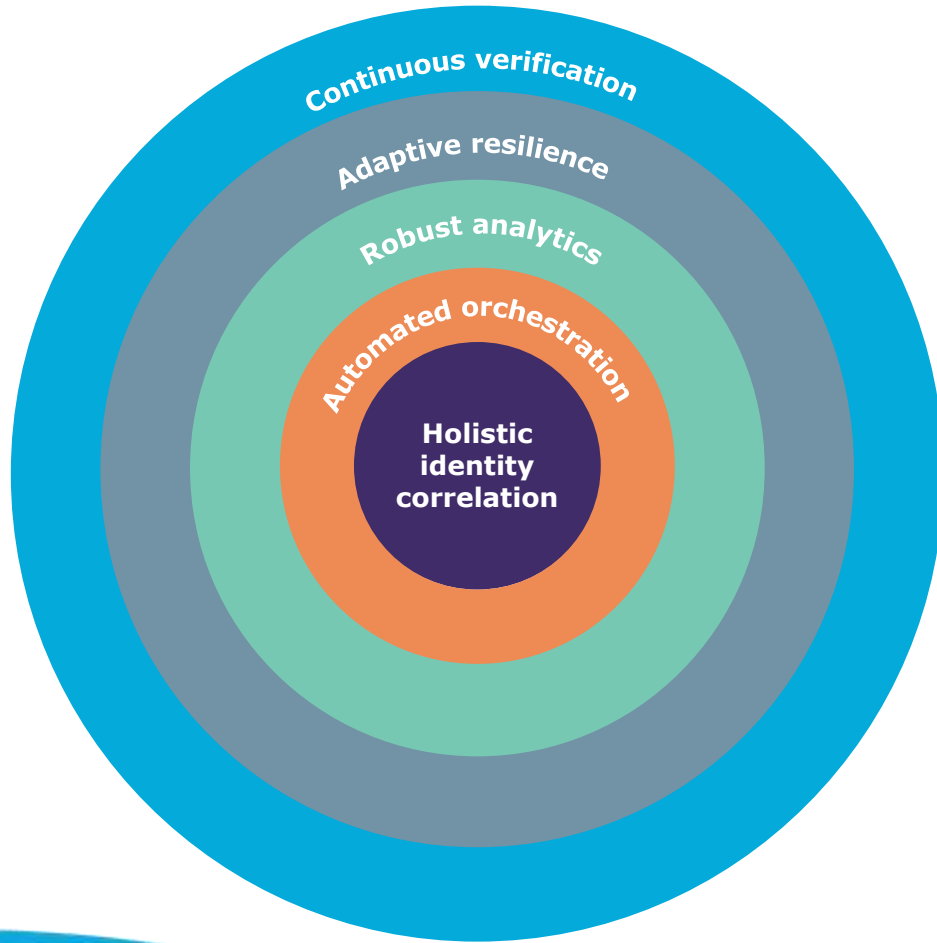 Continuous verification
Adaptive resilience
Robust analytics
Automated orchestration
Holistic
identity
correlation